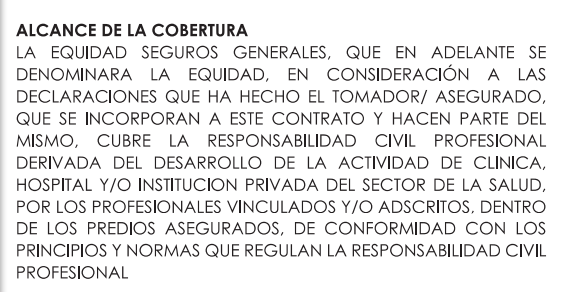 ALCANCE DE LA COBERTURA
LA EQUIDAD SEGUROS GENERALES, QUE EN ADELANTE SE
DENOMINARA LA EQUIDAD, EN CONSIDERACIÓN A LAS
DECLARACIONES QUE HA HECHO EL TOMADOR/ ASEGURADO,
QUE SE INCORPORAN A ESTE CONTRATO Y HACEN PARTE DEL
MISMO, CUBRE LA RESPONSABILIDAD CIVIL PROFESIONAL
DERIVADA DEL DESARROLLO DE LA ACTIVIDAD DE CLINICA,
HOSPITAL Y/O INSTITUCION PRIVADA DEL SECTOR DE LA SALUD,
POR LOS PROFESIONALES VINCULADOS Y/O ADSCRITOS, DENTRO
DE LOS PREDIOS ASEGURADOS, DE CONFORMIDAD CON LOS
PRINCIPIOS Y NORMAS QUE REGULAN LA RESPONSABILIDAD CIVIL
PROFESIONAL